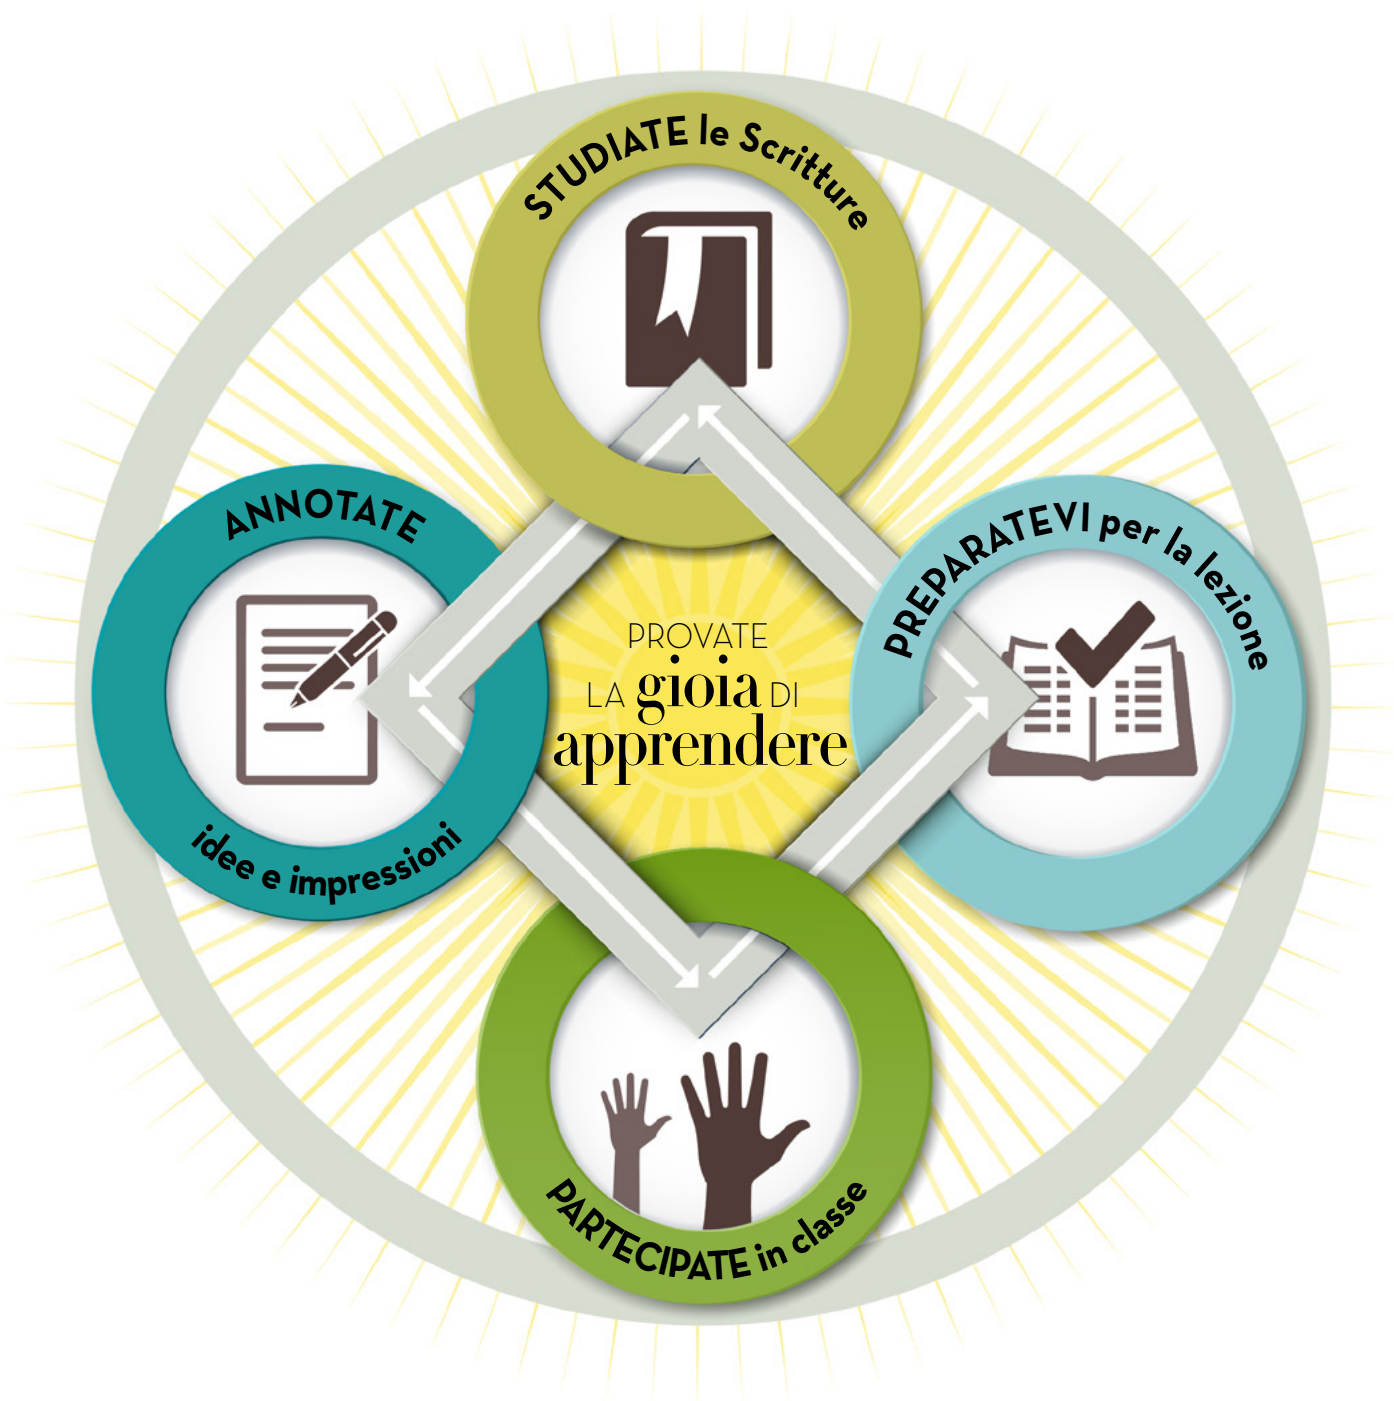 STUDIATE le Scritture
ANNOTATE
idee e impressioni
PREPARATEVI per la lezione
PROVATE
LA gioia DI
apprendere
PARTECIPATE in classe